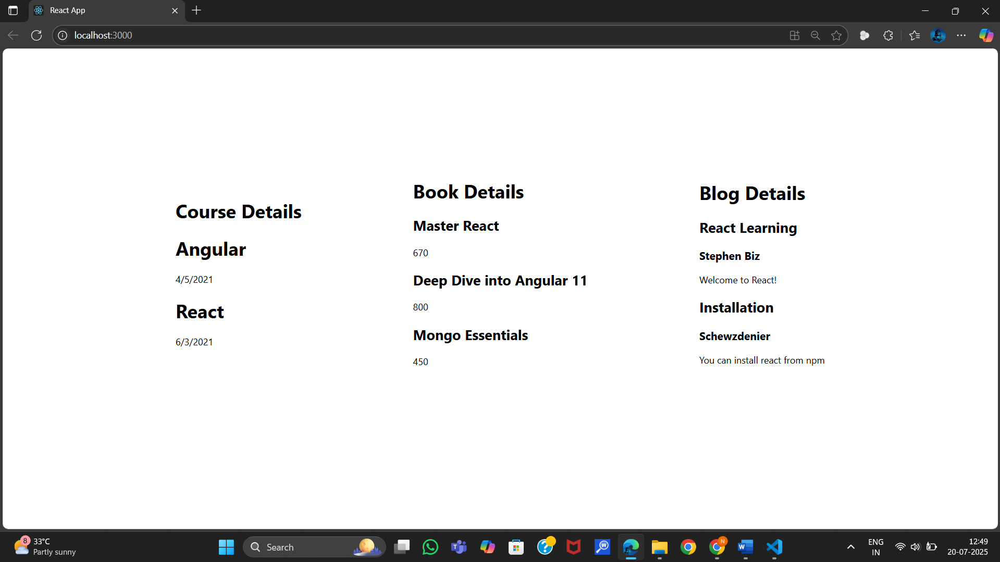 React App
localhost:3000
Course Details
Angular
4/5/2021
React
6/3/2021
Book Details
Master React
670
Deep Dive into Angular 11
800
Mongo Essentials
450
Blog Details
React Learning
Stephen Biz
Welcome to React!
Installation
Schewzdenier
You can install react from npm
8
33°C
Partly sunny
Search
T
?
W
N
W
ENG
IN
12:49
20-07-2025